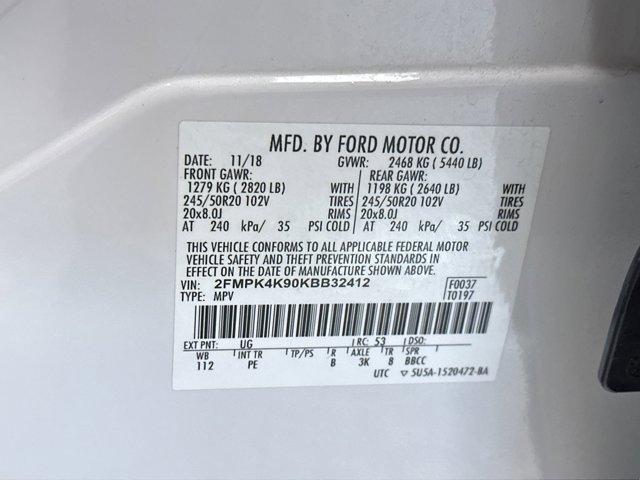 MFD. BY FORD MOTOR CO.
DATE: 11/18 GVWR: 2468 KG ( 5440 LB)
FRONT GAWR: REAR GAWR:
1279 KG ( 2820 LB) WITH 1198 KG ( 2640 LB) WITH
245/50R20 102V TIRES 245/50R20 102V TIRES
20x8.0J RIMS 20x8.0J RIMS
AT 240 kPa/ 35 PSI COLD AT 240 kPa/ 35 PSI COLD
THIS VEHICLE CONFORMS TO ALL APPLICABLE FEDERAL MOTOR
VEHICLE SAFETY AND THEFT PREVENTION STANDARDS IN
EFFECT ON THE DATE OF MANUFACTURE SHOWN ABOVE.
VIN: 2FMPK4K90KBB32412 F0037
TYPE: MPV T0197
EXT PNT: UG RC: 53 DSO:
WB INT TR TP/PS R AXLE TR SPR
112 PE B 3K 8 BBCC
UTC 5U5A-1520472-BA